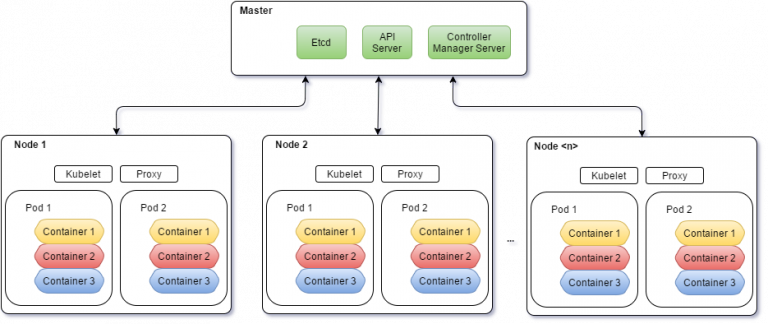 Master
Etcd
API
Server
Controller
Manager Server
Node 1
Kubelet
Proxy
Pod 1
Container 1
Container 2
Container 3
Pod 2
Container 1
Container 2
Container 3
Node 2
Kubelet
Proxy
Pod 1
Container 1
Container 2
Container 3
Pod 2
Container 1
Container 2
Container 3
...
Node <n>
Kubelet
Proxy
Pod 1
Container 1
Container 2
Container 3
Pod 2
Container 1
Container 2
Container 3